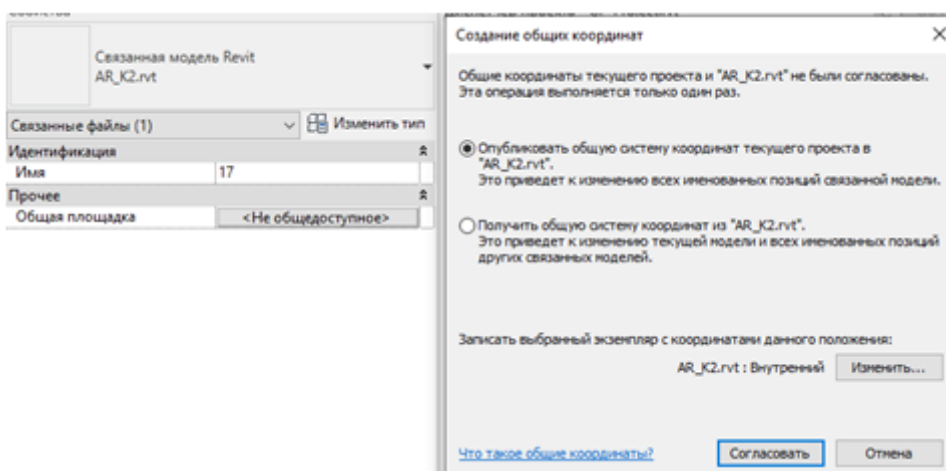 Связанная модель Revit
AR_K2.rvt
Связанные файлы (1)
Изменить тип
Идентификация
Имя
17
Прочее
Общая площадка
<Не общедоступное>
Создание общих координат
Общие координаты текущего проекта и "AR_K2.rvt" не были согласованы.
Эта операция выполняется только один раз.
Опубликовать общую систему координат текущего проекта в
"AR_K2.rvt".
Это приведет к изменению всех именованных позиций связанной модели.
Получить общую систему координат из "AR_K2.rvt".
Это приведет к изменению текущей модели и всех именованных позиций
других связанных моделей.
Записать выбранный экземпляр с координатами данного положения:
AR_K2.rvt : Внутренний
Изменить...
Что такое общие координаты?
Согласовать
Отмена